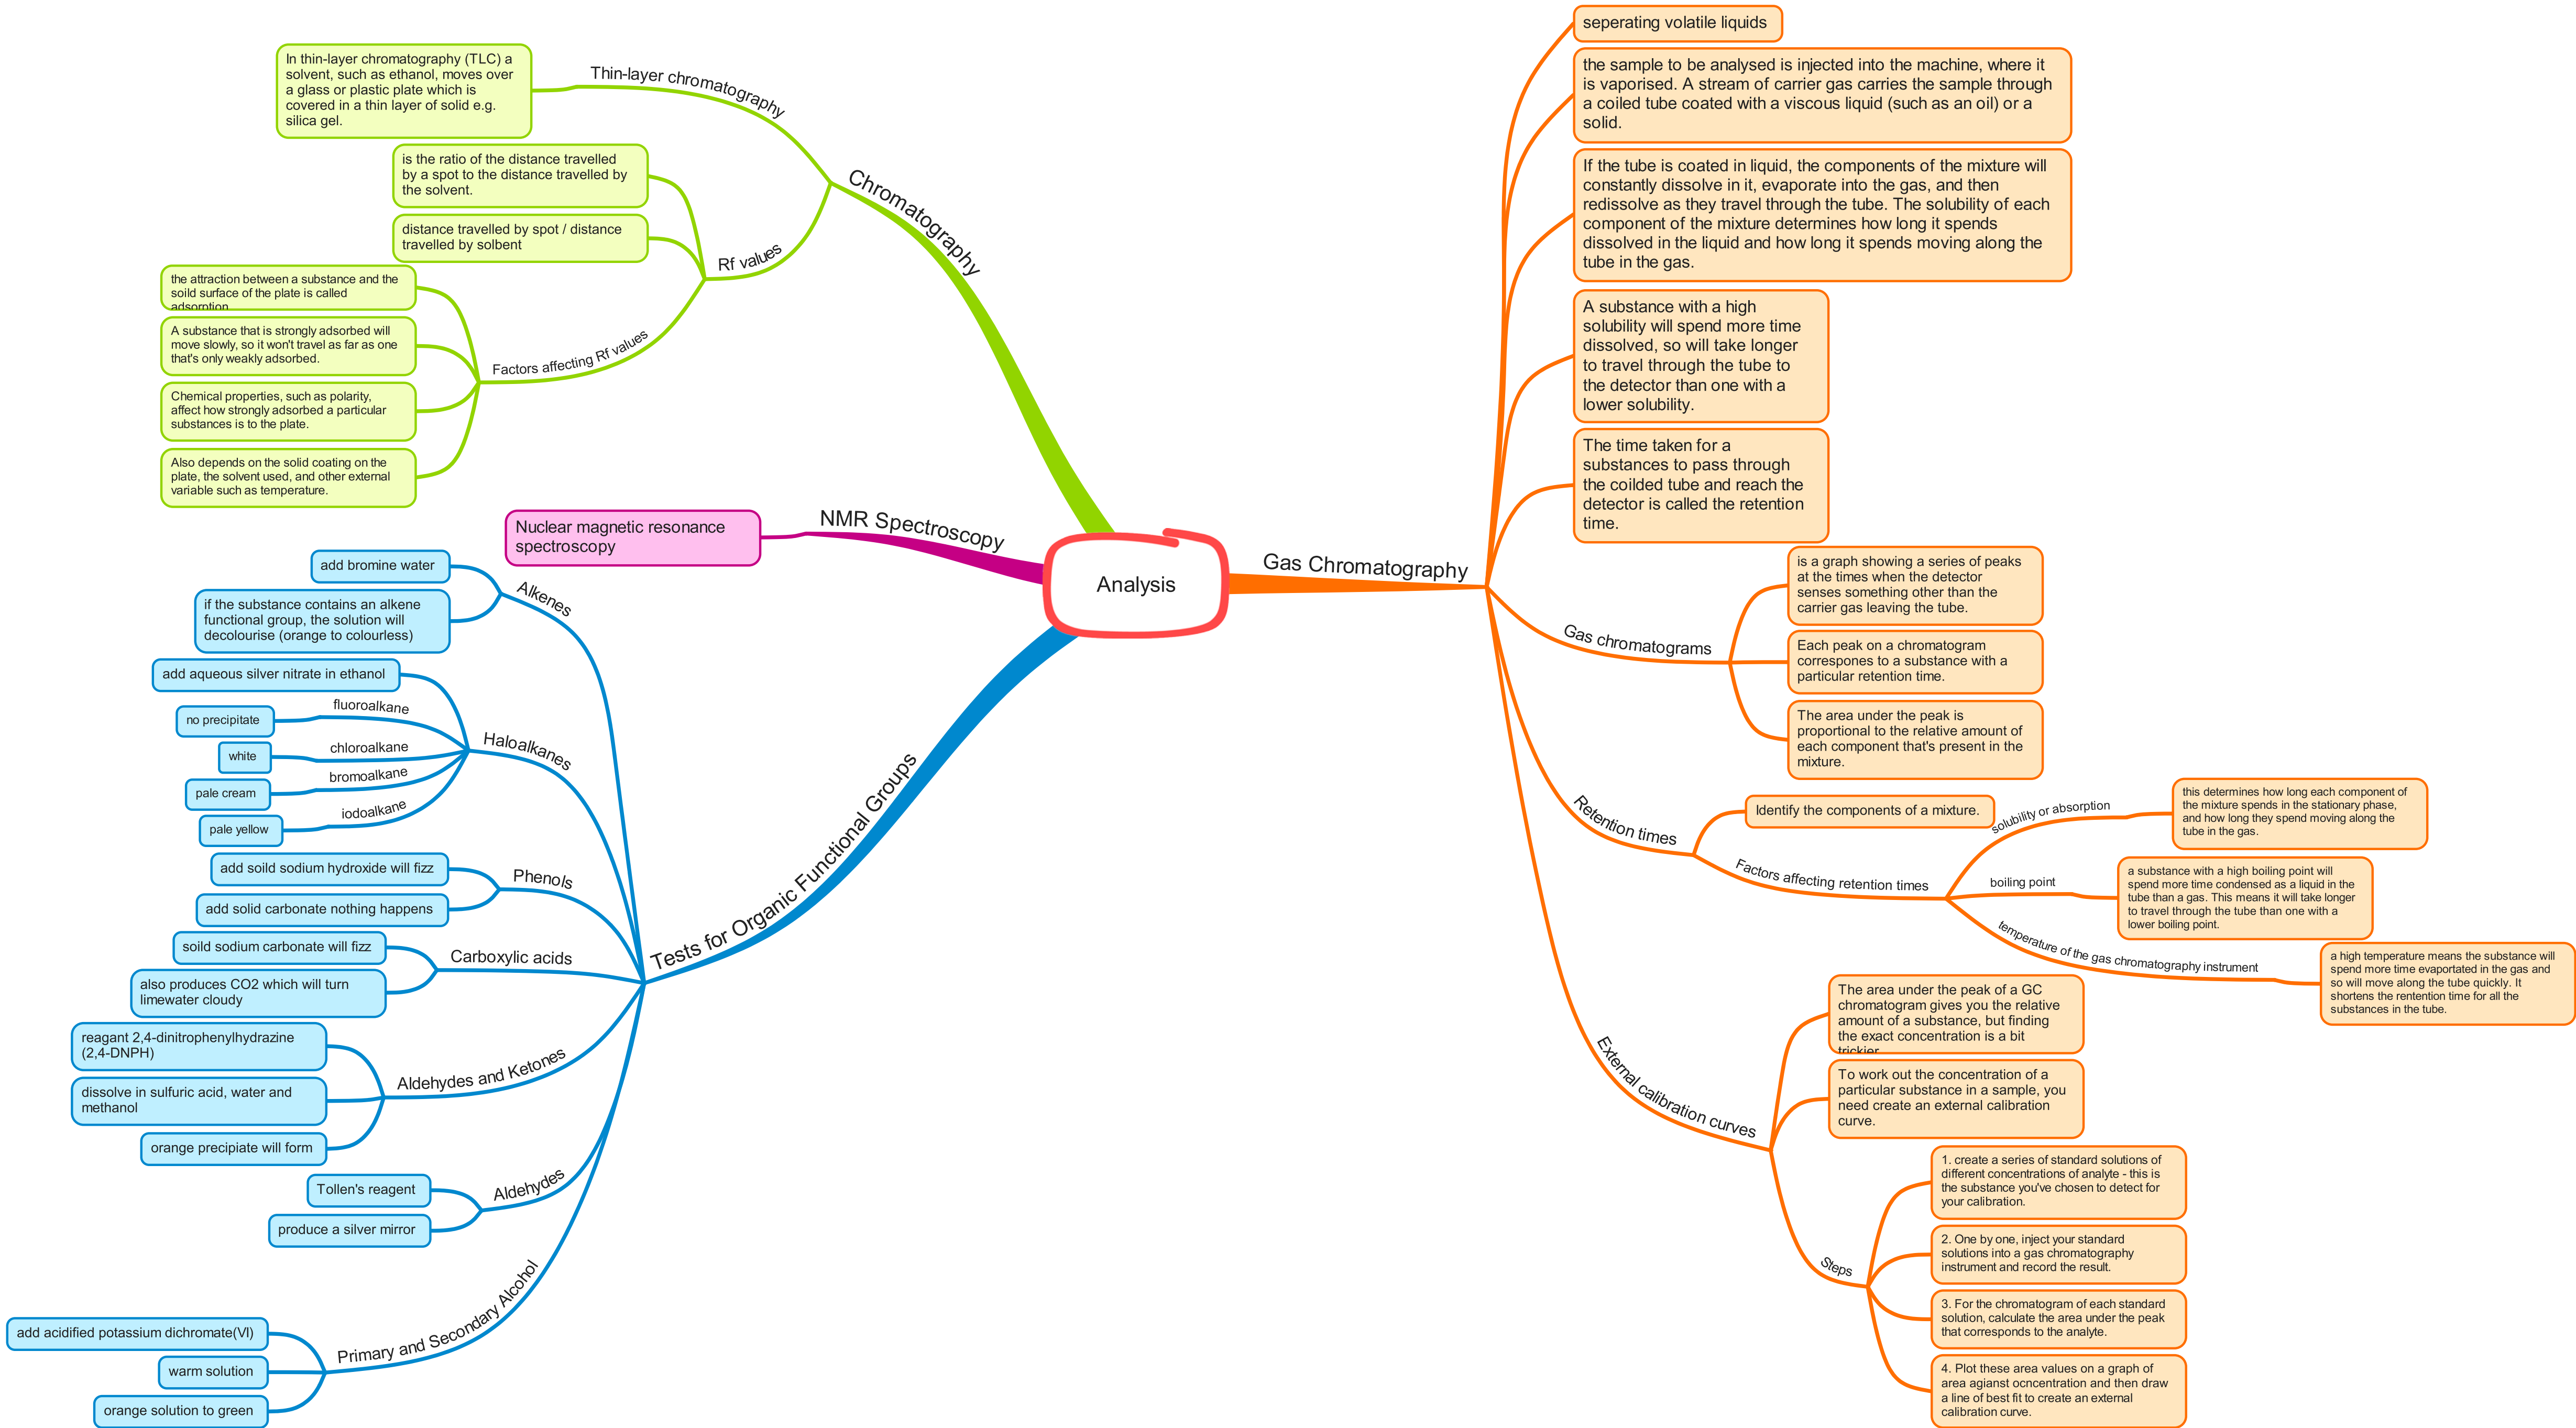 Analysis
Chromatography
Thin-layer chromatography
In thin-layer chromatography (TLC) a
solvent, such as ethanol, moves over
a glass or plastic plate which is
covered in a thin layer of solid e.g.
silica gel.
Rf values
is the ratio of the distance travelled
by a spot to the distance travelled by
the solvent.
distance travelled by spot / distance
travelled by solbent
Factors affecting Rf values
the attraction between a substance and the
soild surface of the plate is called
adsorption
A substance that is strongly adsorbed will
move slowly, so it won't travel as far as one
that's only weakly adsorbed.
Chemical properties, such as polarity,
affect how strongly adsorbed a particular
substances is to the plate.
Also depends on the solid coating on the
plate, the solvent used, and other external
variable such as temperature.
NMR Spectroscopy
Nuclear magnetic resonance
spectroscopy
Tests for Organic Functional Groups
Alkenes
add bromine water
if the substance contains an alkene
functional group, the solution will
decolourise (orange to colourless)
Haloalkanes
add aqueous silver nitrate in ethanol
fluoroalkane
no precipitate
chloroalkane
white
bromoalkane
pale cream
iodoalkane
pale yellow
Phenols
add soild sodium hydroxide will fizz
add solid carbonate nothing happens
Carboxylic acids
soild sodium carbonate will fizz
also produces CO2 which will turn
limewater cloudy
Aldehydes and Ketones
reagant 2,4-dinitrophenylhydrazine
(2,4-DNPH)
dissolve in sulfuric acid, water and
methanol
orange precipiate will form
Aldehydes
Tollen's reagent
produce a silver mirror
Primary and Secondary Alcohol
add acidified potassium dichromate(VI)
warm solution
orange solution to green
Gas Chromatography
seperating volatile liquids
the sample to be analysed is injected into the machine, where it
is vaporised. A stream of carrier gas carries the sample through
a coiled tube coated with a viscous liquid (such as an oil) or a
solid.
If the tube is coated in liquid, the components of the mixture will
constantly dissolve in it, evaporate into the gas, and then
redissolve as they travel through the tube. The solubility of each
component of the mixture determines how long it spends
dissolved in the liquid and how long it spends moving along the
tube in the gas.
A substance with a high
solubility will spend more time
dissolved, so will take longer
to travel through the tube to
the detector than one with a
lower solubility.
The time taken for a
substances to pass through
the coilded tube and reach the
detector is called the retention
time.
Gas chromatograms
is a graph showing a series of peaks
at the times when the detector
senses something other than the
carrier gas leaving the tube.
Each peak on a chromatogram
correspones to a substance with a
particular retention time.
The area under the peak is
proportional to the relative amount of
each component that's present in the
mixture.
Retention times
Identify the components of a mixture.
Factors affecting retention times
solubility or absorption
this determines how long each component of
the mixture spends in the stationary phase,
and how long they spend moving along the
tube in the gas.
boiling point
a substance with a high boiling point will
spend more time condensed as a liquid in the
tube than a gas. This means it will take longer
to travel through the tube than one with a
lower boiling point.
temperature of the gas chromatography instrument
a high temperature means the substance will
spend more time evaportated in the gas and
so will move along the tube quickly. It
shortens the rentention time for all the
substances in the tube.
External calibration curves
The area under the peak of a GC
chromatogram gives you the relative
amount of a substance, but finding
the exact concentration is a bit
trickier
To work out the concentration of a
particular substance in a sample, you
need create an external calibration
curve.
Steps
1. create a series of standard solutions of
different concentrations of analyte - this is
the substance you've chosen to detect for
your calibration.
2. One by one, inject your standard
solutions into a gas chromatography
instrument and record the result.
3. For the chromatogram of each standard
solution, calculate the area under the peak
that corresponds to the analyte.
4. Plot these area values on a graph of
area agianst ocncentration and then draw
a line of best fit to create an external
calibration curve.